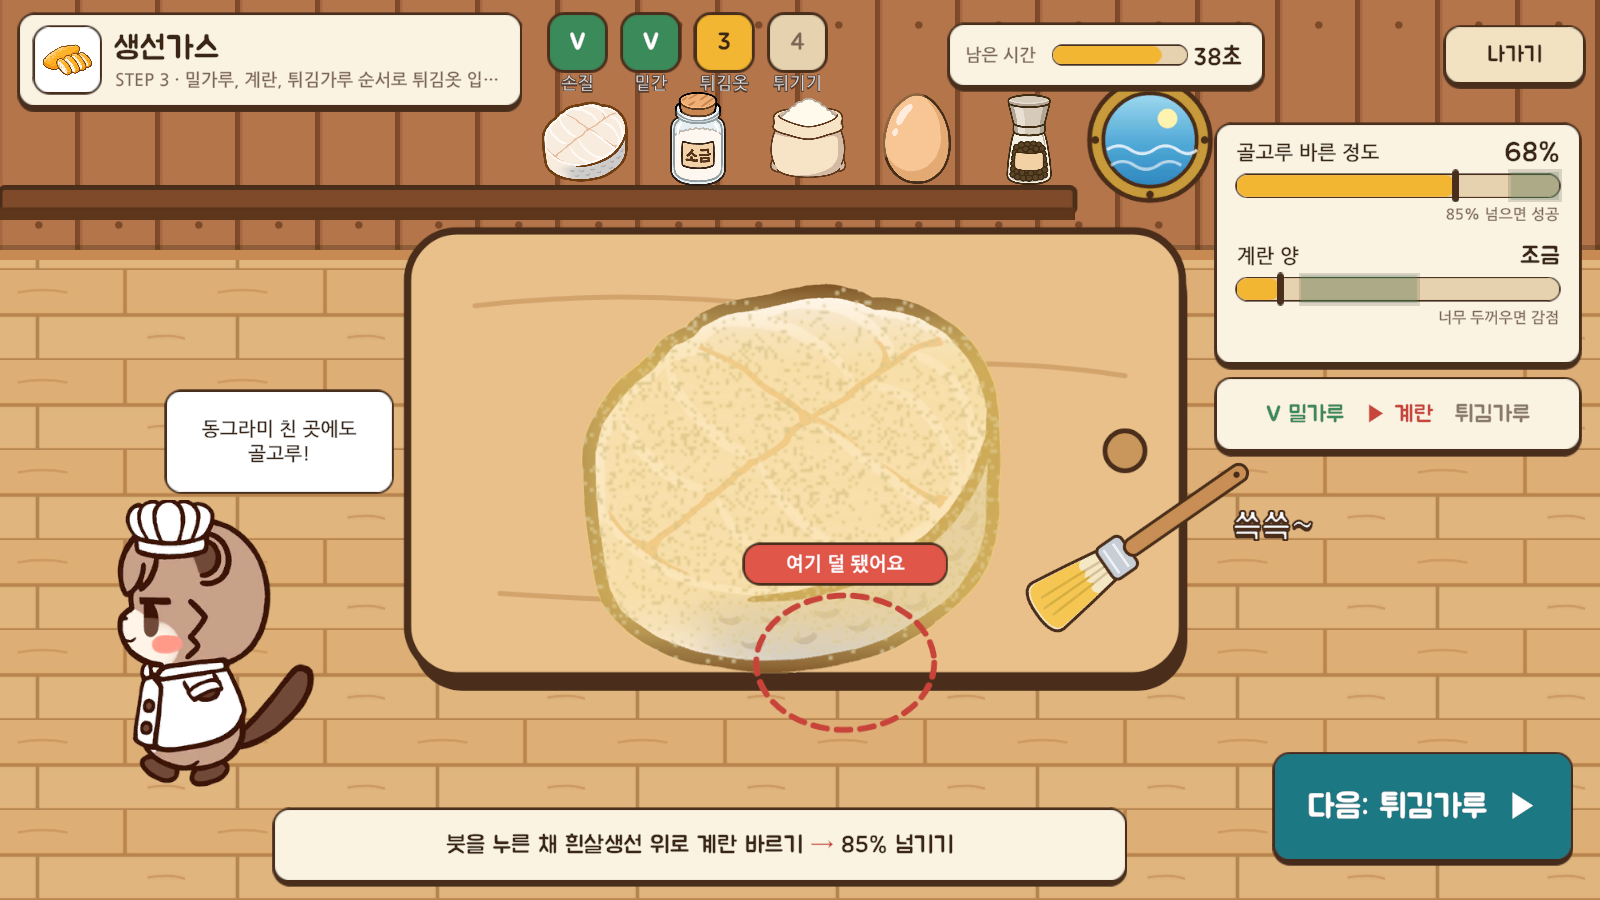 생선가스
STEP 3 · 밀가루, 계란, 튀김가루 순서로 튀김옷 입···
V
V
3
4
손질
밑간
튀김옷
튀기기
남은 시간
38초
나가기
소금
골고루 바른 정도
68%
85% 넘으면 성공
계란 양
조금
너무 두꺼우면 감점
V 밀가루 ▶ 계란 튀김가루
동그라미 친 곳에도
골고루!
쓱쓱~
여기 덜 됐어요
다음: 튀김가루 ▶
붓을 누른 채 흰살생선 위로 계란 바르기 → 85% 넘기기